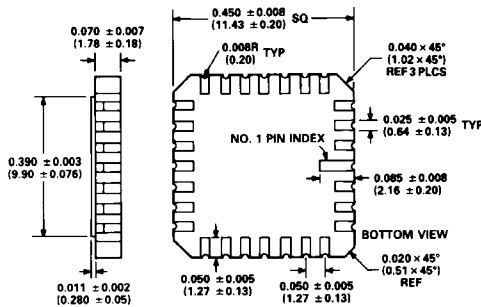 0.450 ±0.008
(11.43 ±0.20) SQ
0.070 ±0.007
(1.78 ±0.18)
0.008R
(0.20) TYP
0.040 × 45°
(1.02 × 45°)
REF 3 PLCS
0.025 ±0.005
(0.64 ±0.13) TYP
NO. 1 PIN INDEX
0.390 ±0.003
(9.90 ±0.076)
0.085 ±0.008
(2.16 ±0.20)
BOTTOM VIEW
0.020 × 45°
(0.51 × 45°)
REF
0.011 ±0.002
(0.280 ±0.05)
0.050 ±0.005
(1.27 ±0.13)
0.050 ±0.005
(1.27 ±0.13)